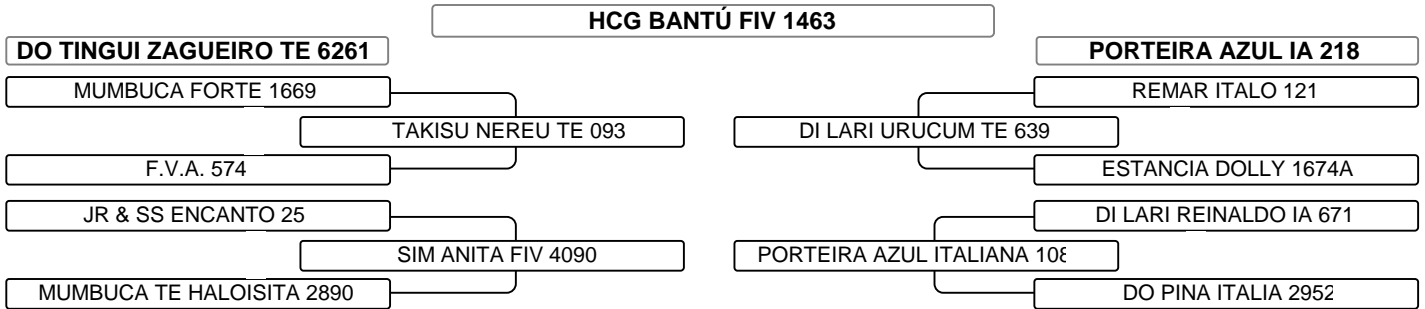 HCG BANTÚ FIV 1463
DO TINGUI ZAGUEIRO TE 6261
PORTEIRA AZUL IA 218
MUMBUCA FORTE 1669
REMAR ITALO 121
TAKISU NEREU TE 093
DI LARI URUCUM TE 639
F.V.A. 574
ESTANCIA DOLLY 1674A
JR & SS ENCANTO 25
DI LARI REINALDO IA 671
SIM ANITA FIV 4090
PORTEIRA AZUL ITALIANA 108
MUMBUCA TE HALOISITA 2890
DO PINA ITALIA 2952